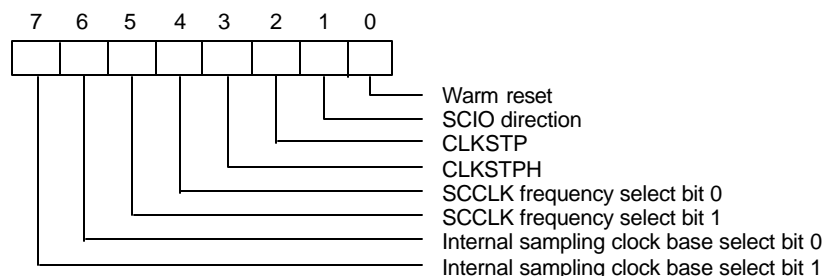 7 6 5 4 3 2 1 0
Warm reset
SCIO direction
CLKSTP
CLKSTPH
SCCLK frequency select bit 0
SCCLK frequency select bit 1
Internal sampling clock base select bit 0
Internal sampling clock base select bit 1